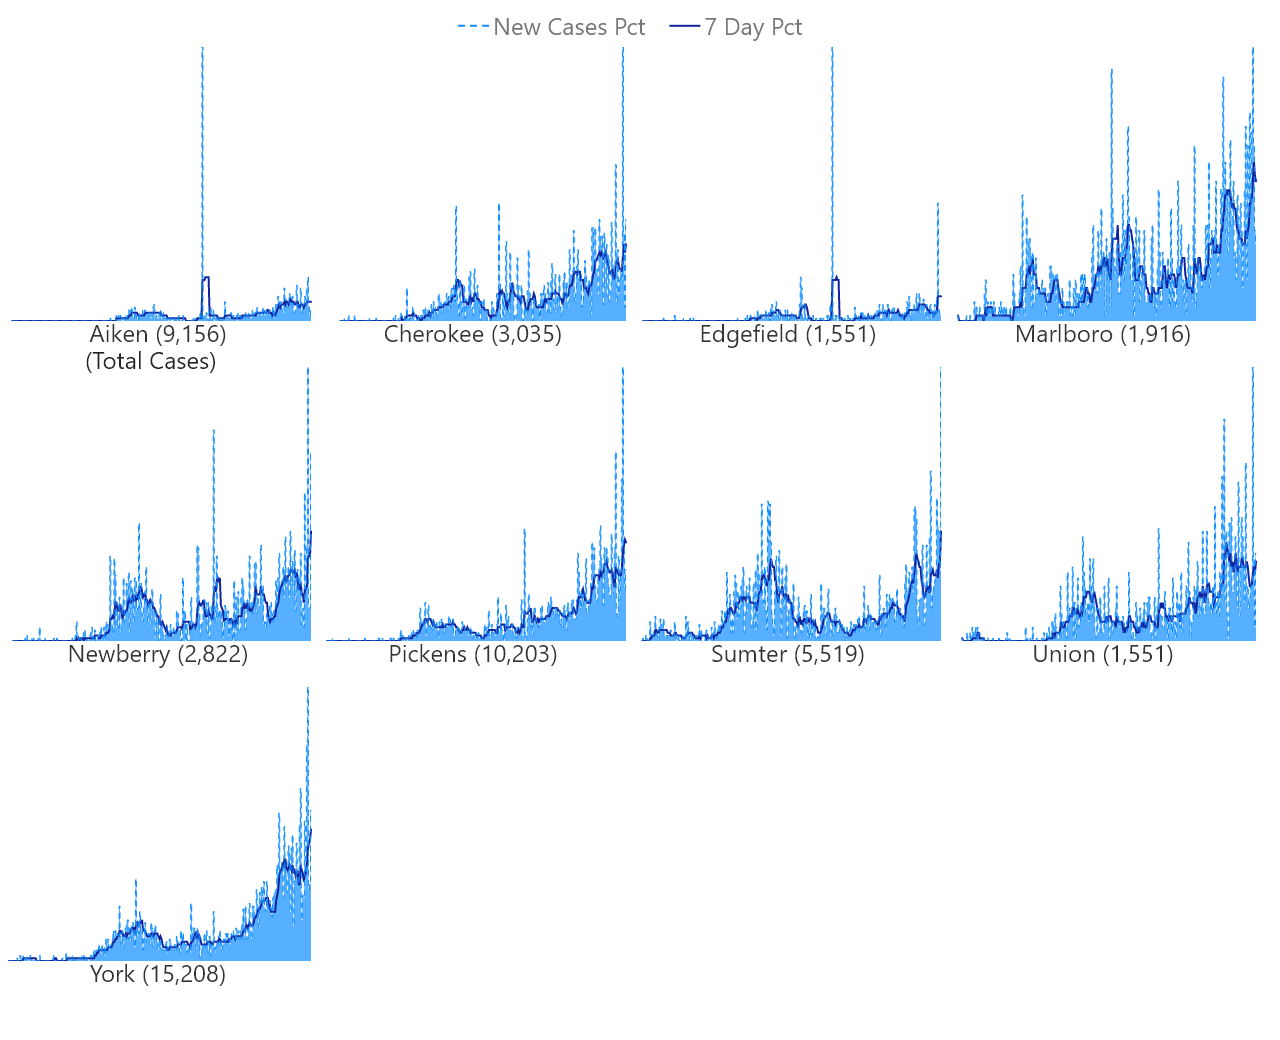 New Cases Pct 7 Day Pct
Aiken (9,156)
(Total Cases)
Cherokee (3,035)
Edgefield (1,551)
Marlboro (1,916)
Newberry (2,822)
Pickens (10,203)
Sumter (5,519)
Union (1,551)
York (15,208)